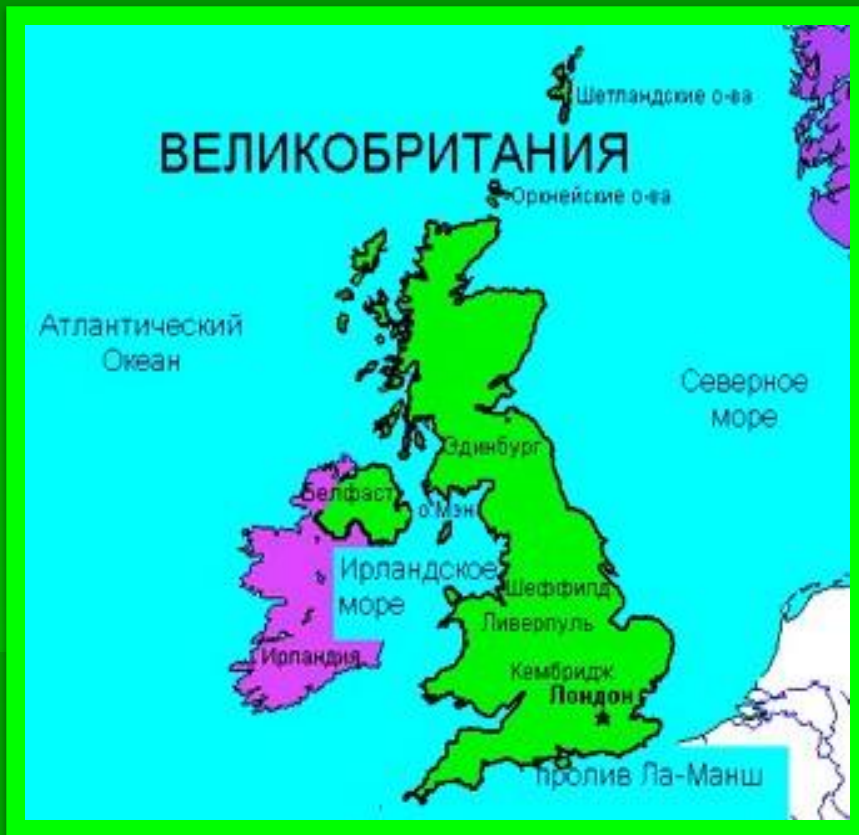 Шетландские о-ва
ВЕЛИКОБРИТАНИЯ
Оркнейские о-ва
Атлантический
Океан
Северное
море
Эдинбург
Белфаст
о.Мэн
Ирландское
море
Шеффилд
Ливерпуль
Ирландия
Кембридж
Лондон
пролив Ла-Манш